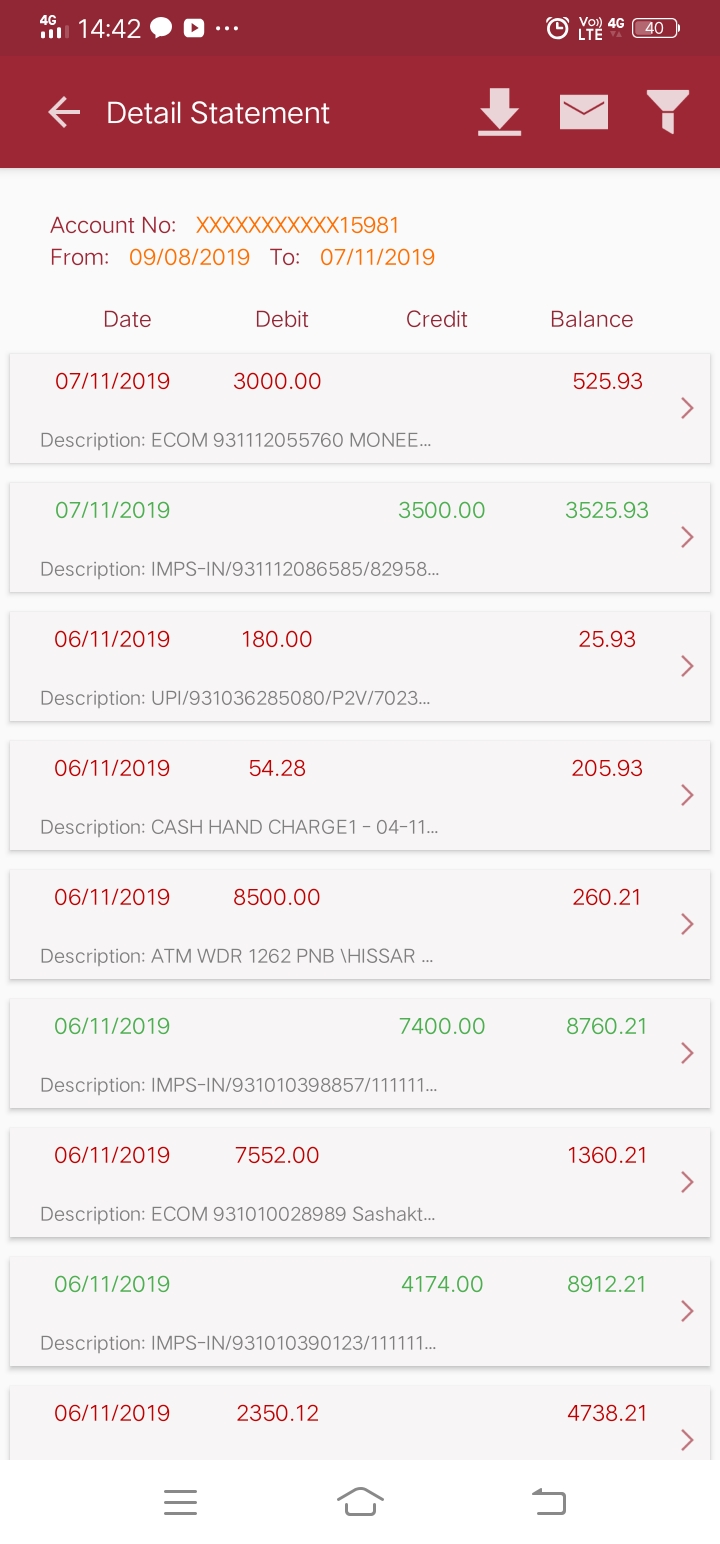 4G 14:42 Vo)) LTE 4G 40
Detail Statement
Account No: XXXXXXXXXXX15981
From: 09/08/2019 To: 07/11/2019
Date Debit Credit Balance
07/11/2019 3000.00 525.93
Description: ECOM 931112055760 MONEE...
07/11/2019 3500.00 3525.93
Description: IMPS-IN/931112086585/82958...
06/11/2019 180.00 25.93
Description: UPI/931036285080/P2V/7023...
06/11/2019 54.28 205.93
Description: CASH HAND CHARGE1 - 04-11...
06/11/2019 8500.00 260.21
Description: ATM WDR 1262 PNB \HISSAR ...
06/11/2019 7400.00 8760.21
Description: IMPS-IN/931010398857/111111...
06/11/2019 7552.00 1360.21
Description: ECOM 931010028989 Sashakt...
06/11/2019 4174.00 8912.21
Description: IMPS-IN/931010390123/111111...
06/11/2019 2350.12 4738.21